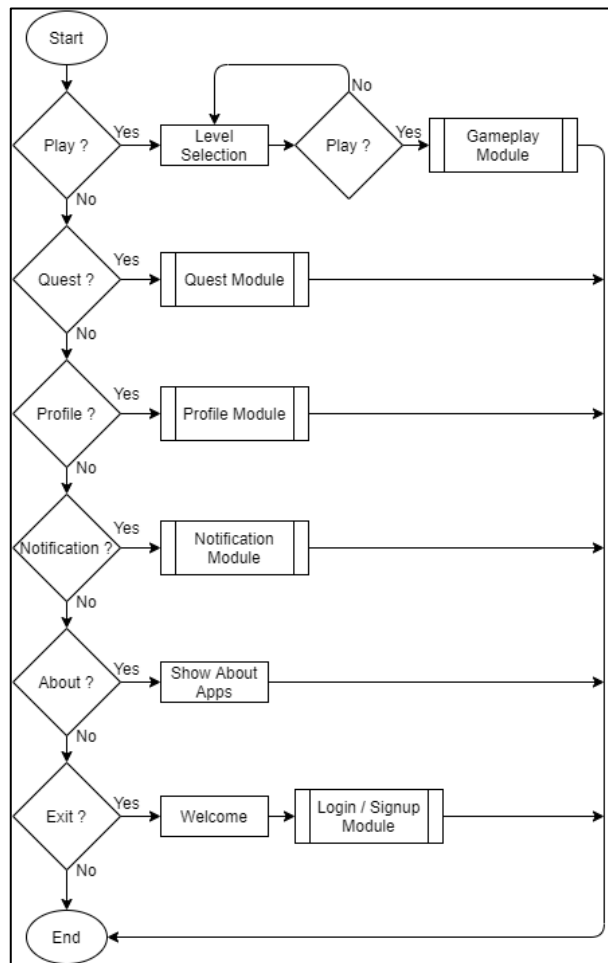 Start
No
Play ?
Yes
Level
Selection
Play ?
Yes
Gameplay
Module
No
Quest ?
Yes
Quest Module
No
Profile ?
Yes
Profile Module
No
Notification ?
Yes
Notification
Module
No
About ?
Yes
Show About
Apps
No
Exit ?
Yes
Welcome
Login / Signup
Module
No
End